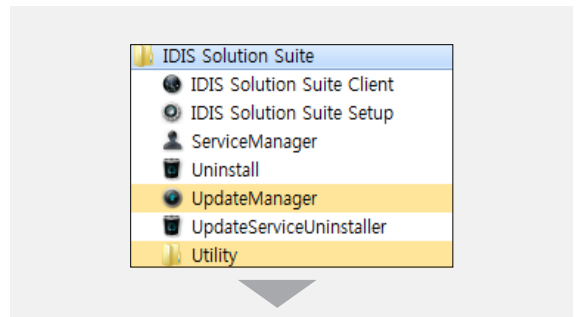 IDIS Solution Suite
IDIS Solution Suite Client
IDIS Solution Suite Setup
ServiceManager
Uninstall
UpdateManager
UpdateServiceUninstaller
Utility